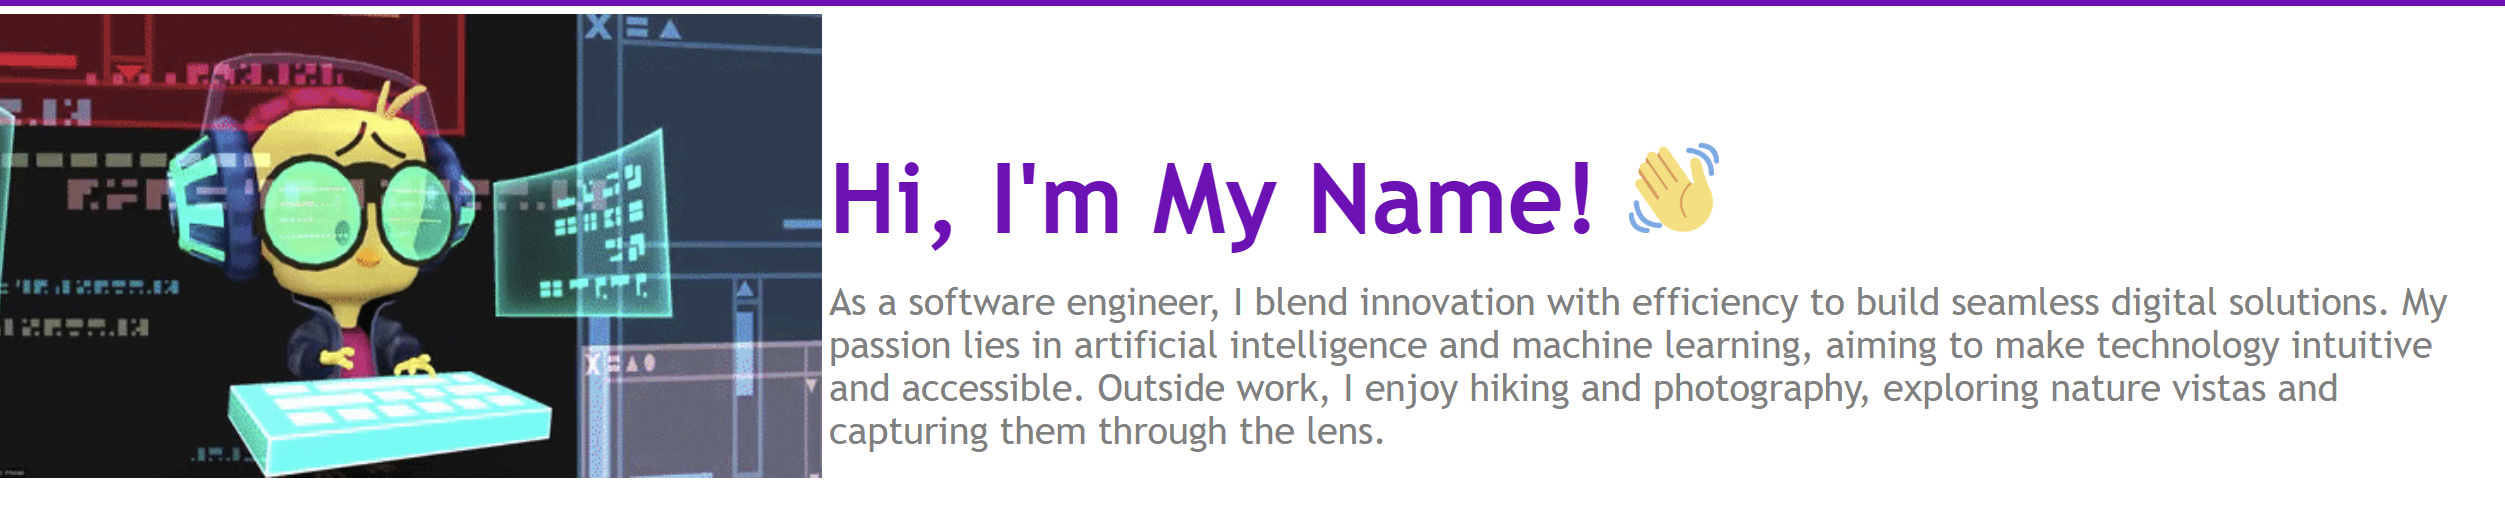 Hi, I'm My Name! 👋
As a software engineer, I blend innovation with efficiency to build seamless digital solutions. My
passion lies in artificial intelligence and machine learning, aiming to make technology intuitive
and accessible. Outside work, I enjoy hiking and photography, exploring nature vistas and
capturing them through the lens.